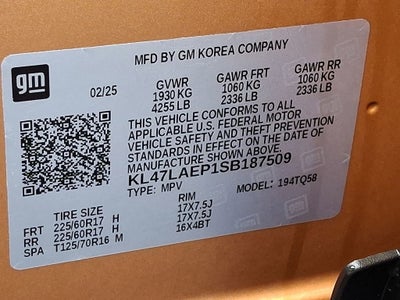 gm
MFD BY GM KOREA COMPANY
02/25 GVWR GAWR FRT GAWR RR
1930 KG 1060 KG 1060 KG
4255 LB 2336 LB 2336 LB
THIS VEHICLE CONFORMS TO ALL
APPLICABLE U.S. FEDERAL MOTOR
VEHICLE SAFETY AND THEFT PREVENTION
STANDARDS IN EFFECT ON THE DATE OF
MANUFACTURE SHOWN ABOVE.
KL47LAEP1SB187509
TYPE: MPV MODEL: 194TQ58
TIRE SIZE RIM
FRT 225/60R17 H 17X7.5J
RR 225/60R17 H 17X7.5J
SPA T125/70R16 M 16X4BT